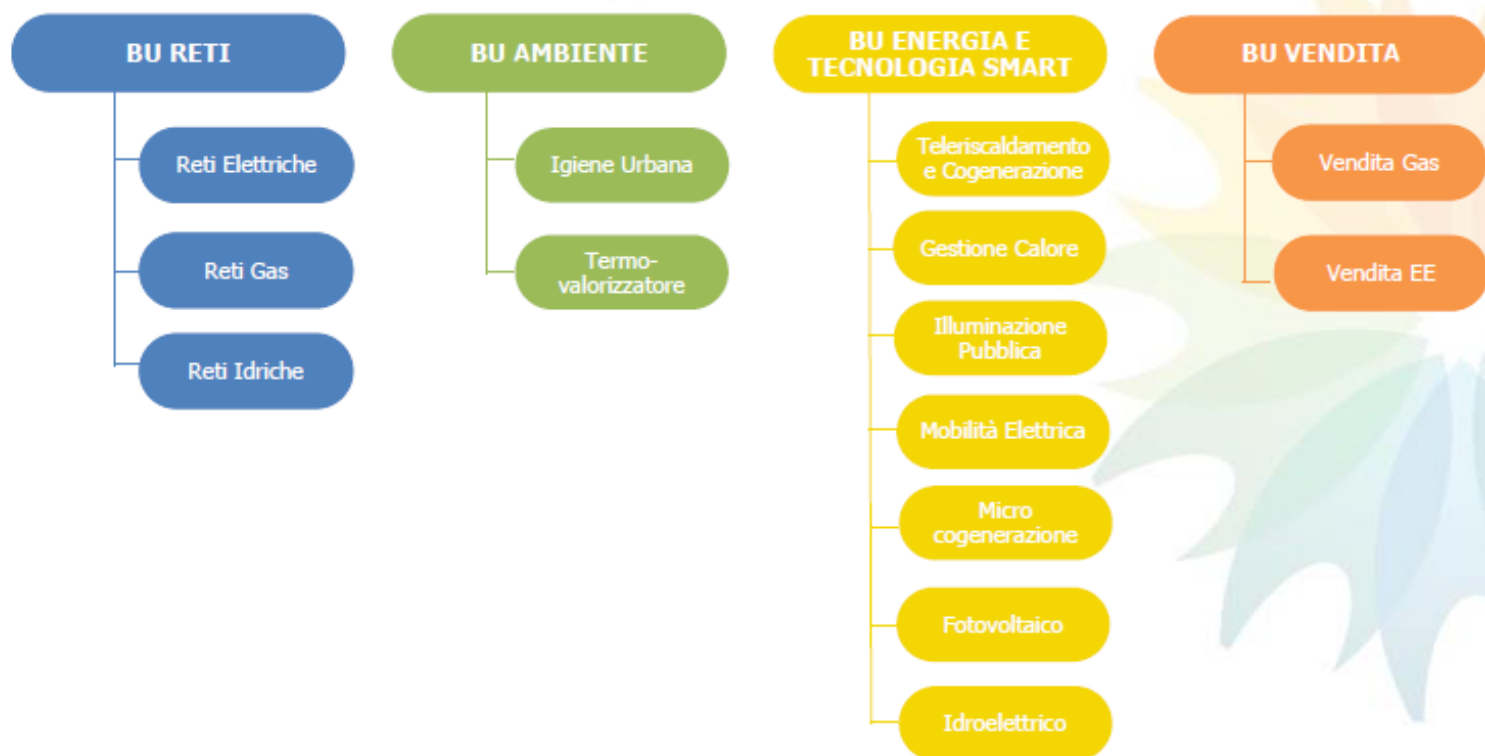 BU RETI
Reti Elettriche
Reti Gas
Reti Idriche
BU AMBIENTE
Igiene Urbana
Termo-
valorizzatore
BU ENERGIA E
TECNOLOGIA SMART
Teleriscaldamento
e Cogenerazione
Gestione Calore
Illuminazione
Pubblica
Mobilità Elettrica
Micro
cogenerazione
Fotovoltaico
Idroelettrico
BU VENDITA
Vendita Gas
Vendita EE